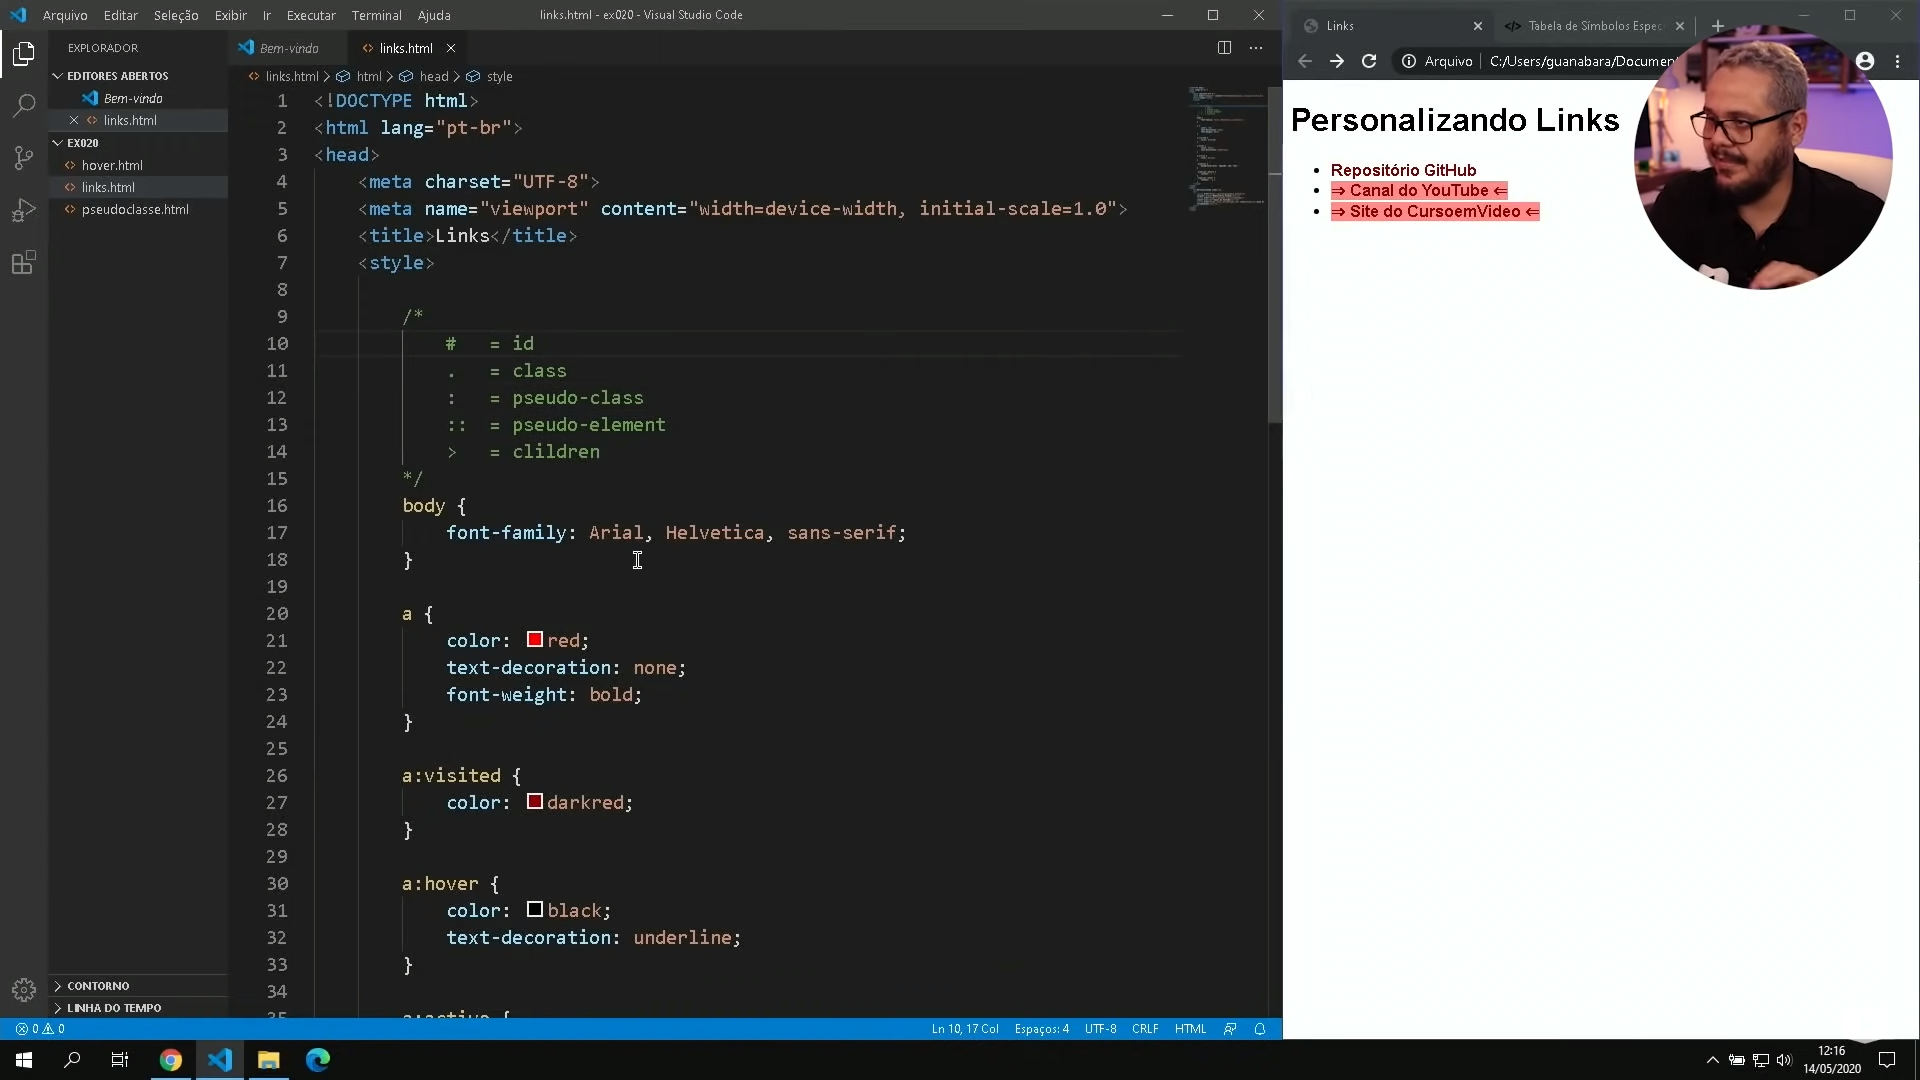 Arquivo Editar Seleção Exibir Ir Executar Terminal Ajuda
links.html - ex020 - Visual Studio Code
EXPLORADOR
EDITORES ABERTOS
Bem-vindo
links.html
EX020
hover.html
links.html
pseudoclasse.html
CONTORNO
LINHA DO TEMPO
Bem-vindo
links.html
links.html > html > head > style
1 <!DOCTYPE html>
2 <html lang="pt-br">
3 <head>
4 <meta charset="UTF-8">
5 <meta name="viewport" content="width=device-width, initial-scale=1.0">
6 <title>Links</title>
7 <style>
8
9 /*
10 # = id
11 . = class
12 : = pseudo-class
13 :: = pseudo-element
14 > = clildren
15 */
16 body {
17 font-family: Arial, Helvetica, sans-serif;
18 }
19
20 a {
21 color: red;
22 text-decoration: none;
23 font-weight: bold;
24 }
25
26 a:visited {
27 color: darkred;
28 }
29
30 a:hover {
31 color: black;
32 text-decoration: underline;
33 }
34
35 a:active {
0 0
Ln 10, 17 Col Espaços: 4 UTF-8 CRLF HTML
Links
Tabela de Símbolos Espec
Arquivo C:/Users/guanabara/Documen
Personalizando Links
• Repositório GitHub
• ⇒ Canal do YouTube ⇐
• ⇒ Site do CursoemVideo ⇐
12:16
14/05/2020